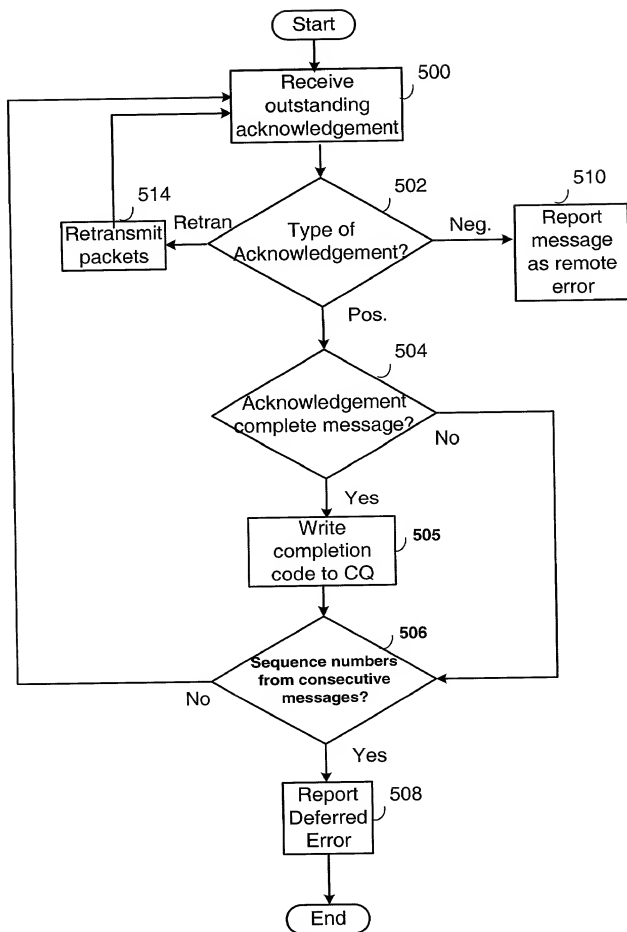 Start
Receive
outstanding
acknowledgement
500
514
502
510
Retran
Retransmit
packets
Type of
Acknowledgement?
Neg.
Report
message
as remote
error
Pos.
504
Acknowledgement
complete message?
No
Yes
Write
completion
code to CQ
505
506
Sequence numbers
from consecutive
messages?
No
Yes
Report
Deferred
Error
508
End